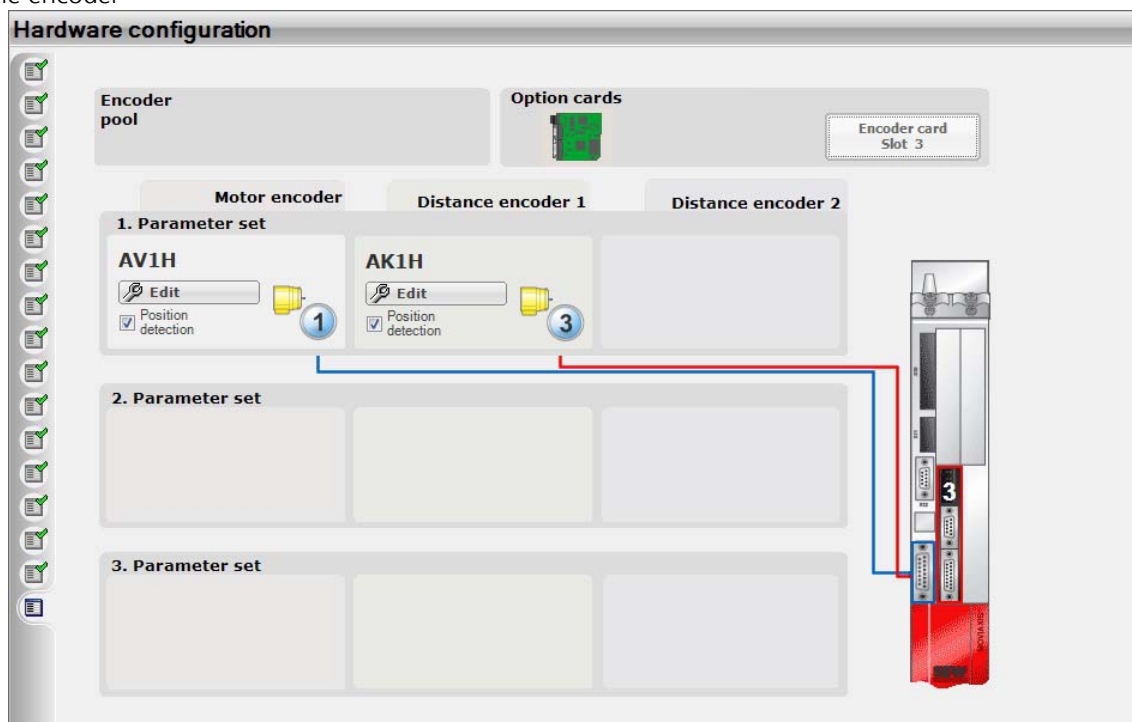 Hardware configuration
Encoder
pool
Option cards
Encoder card
Slot 3
Motor encoder
Distance encoder 1
Distance encoder 2
1. Parameter set
AV1H
Edit
Position
detection
1
AK1H
Edit
Position
detection
3
2. Parameter set
3. Parameter set
3
MOVIAXIS
SEW